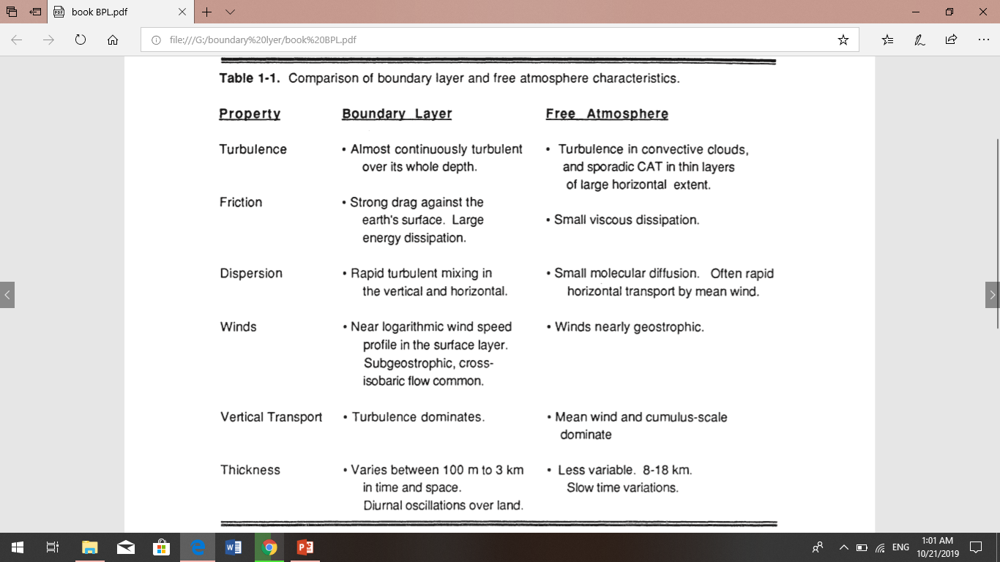 book BPL.pdf
file:///G:/boundary%20lyer/book%20BPL.pdf
Table 1-1. Comparison of boundary layer and free atmosphere characteristics.
Property Boundary Layer Free Atmosphere
Turbulence • Almost continuously turbulent • Turbulence in convective clouds,
over its whole depth. and sporadic CAT in thin layers
of large horizontal extent.
Friction • Strong drag against the
earth's surface. Large • Small viscous dissipation.
energy dissipation.
Dispersion • Rapid turbulent mixing in • Small molecular diffusion. Often rapid
the vertical and horizontal. horizontal transport by mean wind.
Winds • Near logarithmic wind speed • Winds nearly geostrophic.
profile in the surface layer.
Subgeostrophic, cross-
isobaric flow common.
Vertical Transport • Turbulence dominates. • Mean wind and cumulus-scale
dominate
Thickness • Varies between 100 m to 3 km • Less variable. 8-18 km.
in time and space. Slow time variations.
Diurnal oscillations over land.
ENG
1:01 AM
10/21/2019